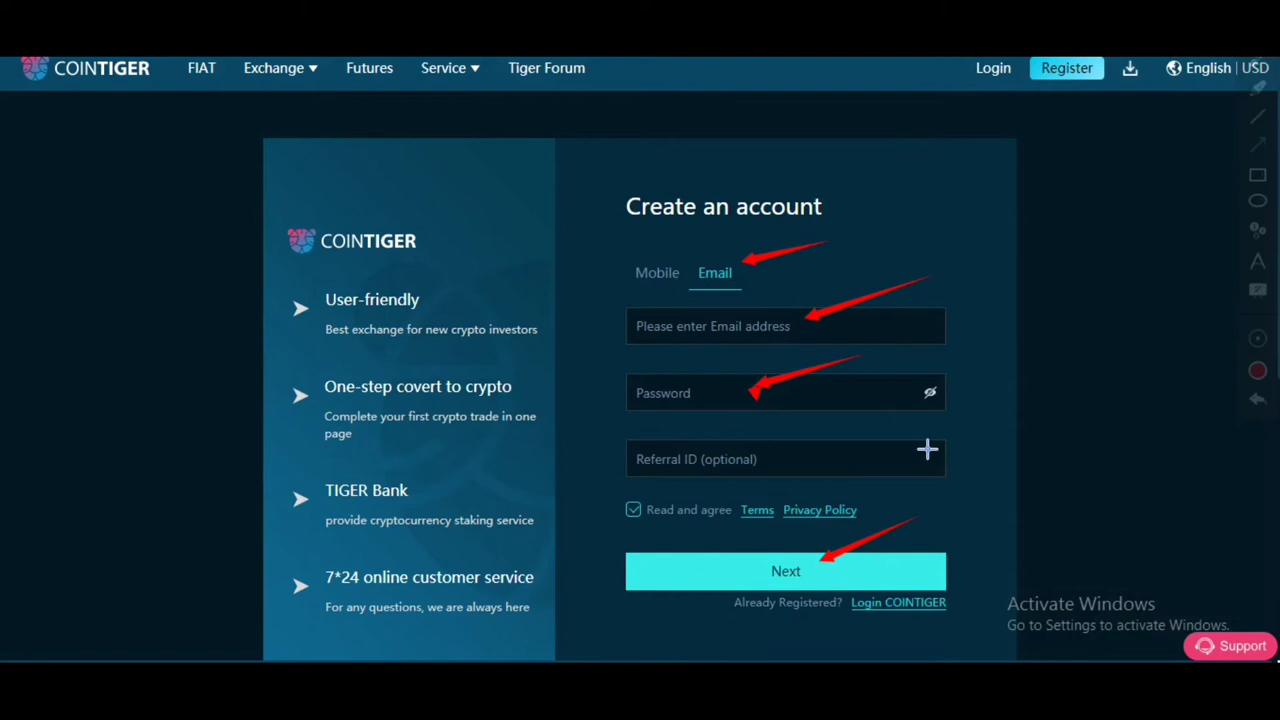 COINTIGER FIAT Exchange Futures Service Tiger Forum Login Register English | USD
COINTIGER
User-friendly
Best exchange for new crypto investors
One-step covert to crypto
Complete your first crypto trade in one
page
TIGER Bank
provide cryptocurrency staking service
7*24 online customer service
For any questions, we are always here
Create an account
Mobile Email
Please enter Email address
Password
Referral ID (optional)
Read and agree Terms Privacy Policy
Next
Already Registered? Login COINTIGER
Activate Windows
Go to Settings to activate Windows.
Support